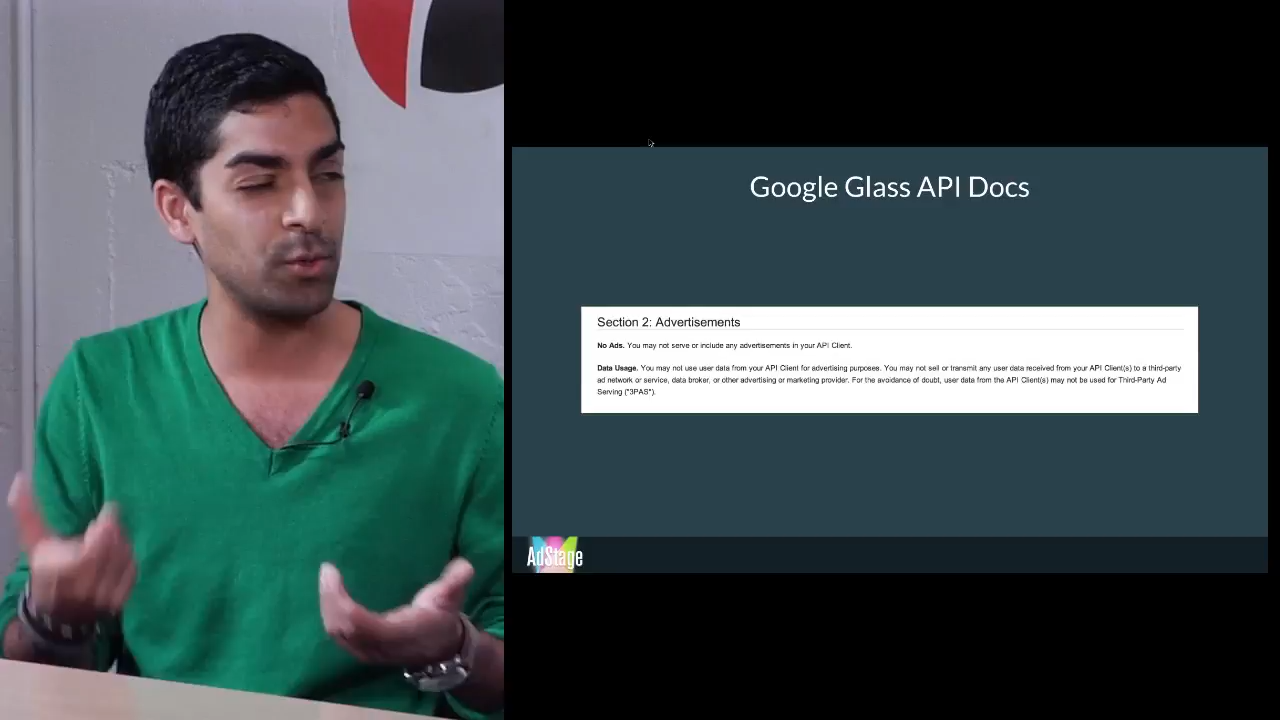 Google Glass API Docs
Section 2: Advertisements
No Ads. You may not serve or include any advertisements in your API Client.
Data Usage. You may not use user data from your API Client for advertising purposes. You may not sell or transmit any user data received from your API Client(s) to a third-party
ad network or service, data broker, or other advertising or marketing provider. For the avoidance of doubt, user data from the API Client(s) may not be used for Third-Party Ad
Serving ("3PAS").
AdStage